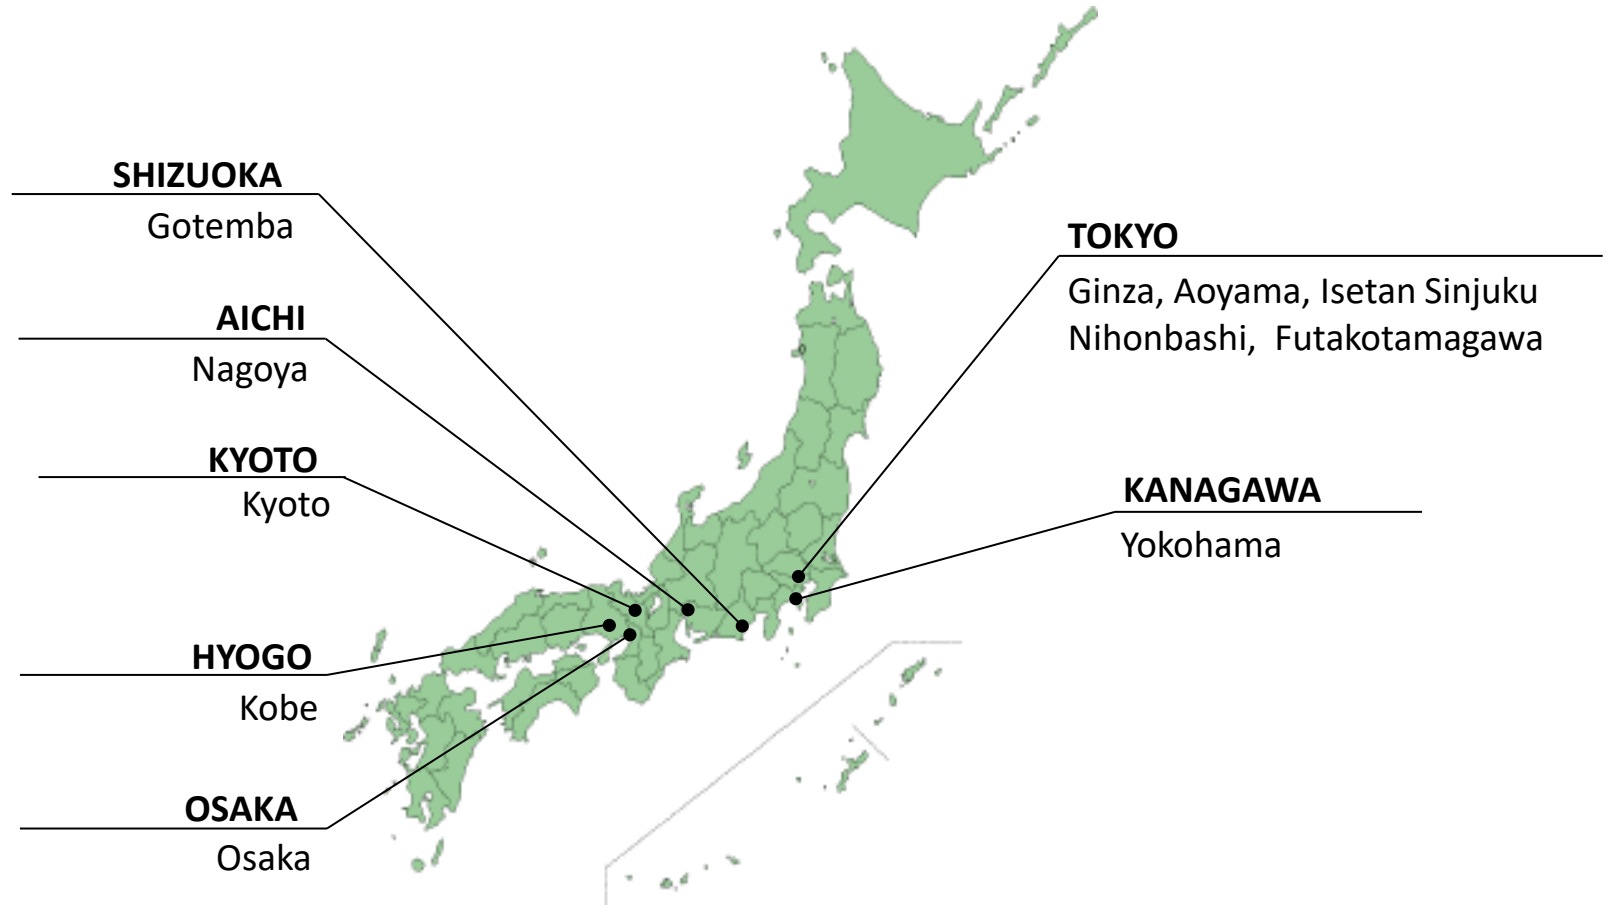 SHIZUOKA
Gotemba
AICHI
Nagoya
KYOTO
Kyoto
HYOGO
Kobe
OSAKA
Osaka
TOKYO
Ginza, Aoyama, Isetan Sinjuku
Nihonbashi,  Futakotamagawa
KANAGAWA
Yokohama